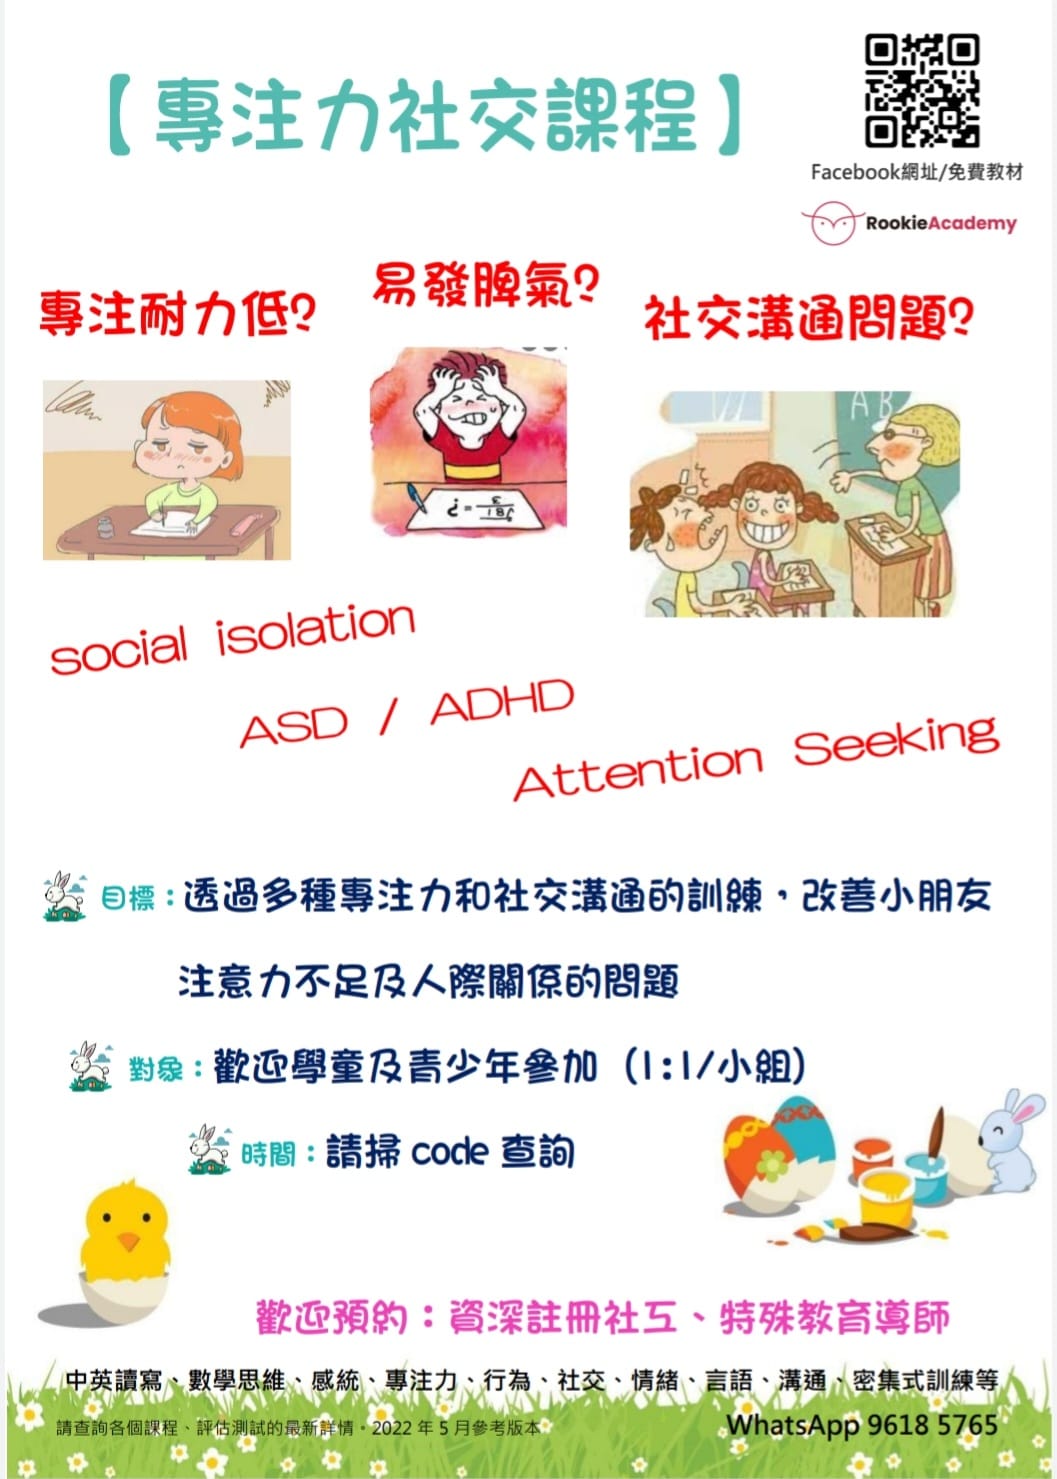 【專注力社交課程】
Facebook網址/免費教材
RookieAcademy
專注耐力低?
易發脾氣?
社交溝通問題?
A B
social isolation
ASD / ADHD
Attention Seeking
目標：透過多種專注力和社交溝通的訓練，改善小朋友
注意力不足及人際關係的問題
對象：歡迎學童及青少年參加（1:1/小組）
時間：請掃 code 查詢
歡迎預約：資深註冊社工、特殊教育導師
中英讀寫、數學思維、感統、專注力、行為、社交、情緒、言語、溝通、密集式訓練等
請查詢各個課程、評估測試的最新詳情。2022 年 5 月參考版本
WhatsApp 9618 5765